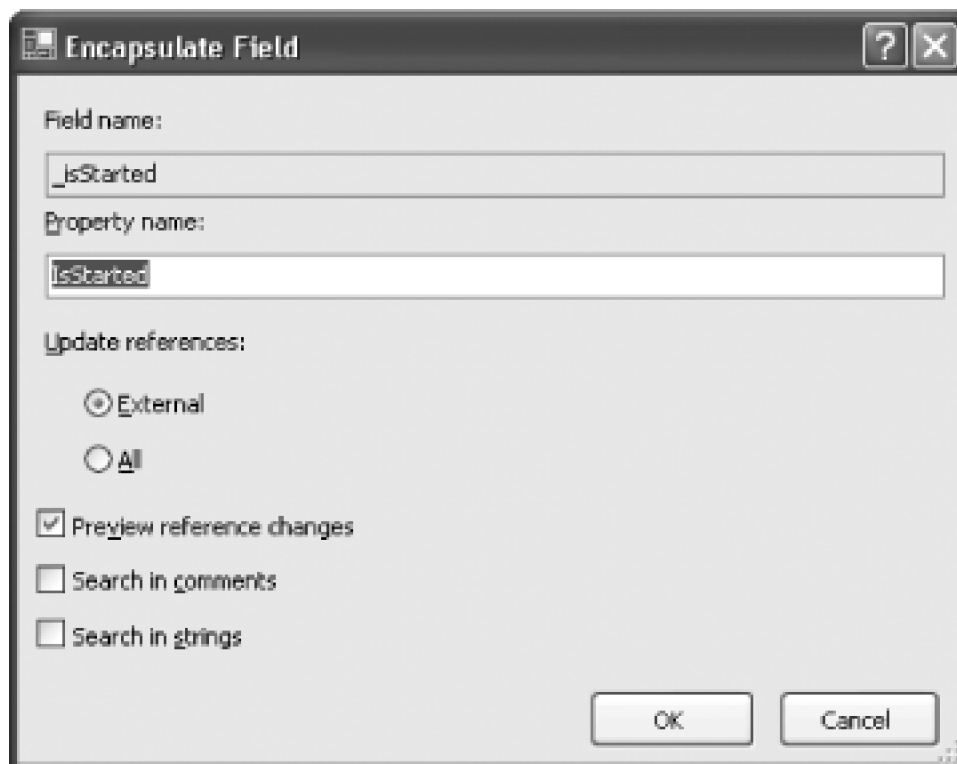 Encapsulate Field
Field name:
_isStarted
Property name:
IsStarted
Update references:
External
All
Preview reference changes
Search in comments
Search in strings
OK Cancel